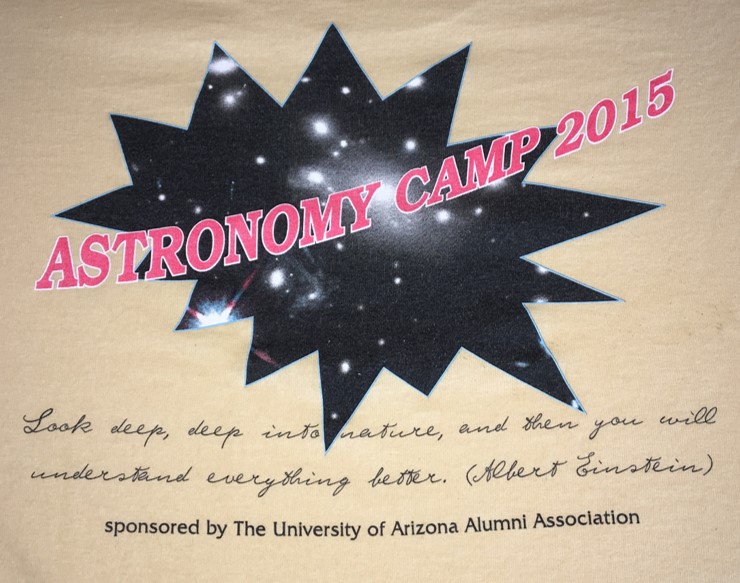 ASTRONOMY CAMP 2015
Look deep, deep into nature, and then you will
understand everything better. (Albert Einstein)
sponsored by The University of Arizona Alumni Association